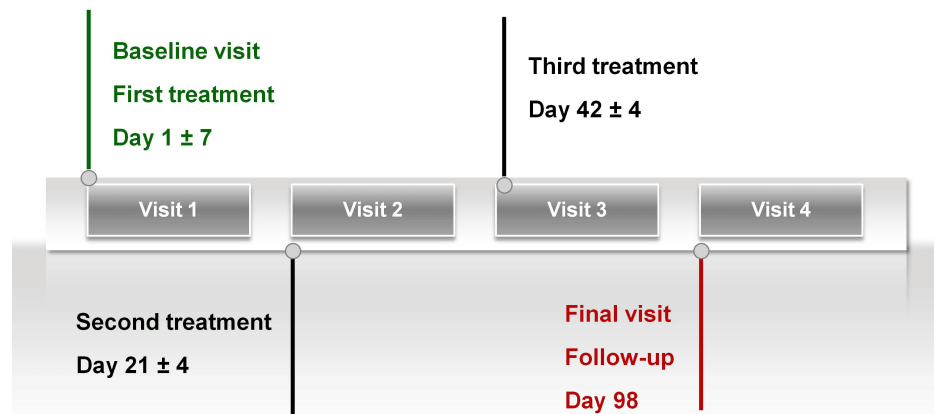 Baseline visit
First treatment
Day 1 ± 7
Third treatment
Day 42 ± 4
Visit 1
Visit 2
Visit 3
Visit 4
Second treatment
Day 21 ± 4
Final visit
Follow-up
Day 98